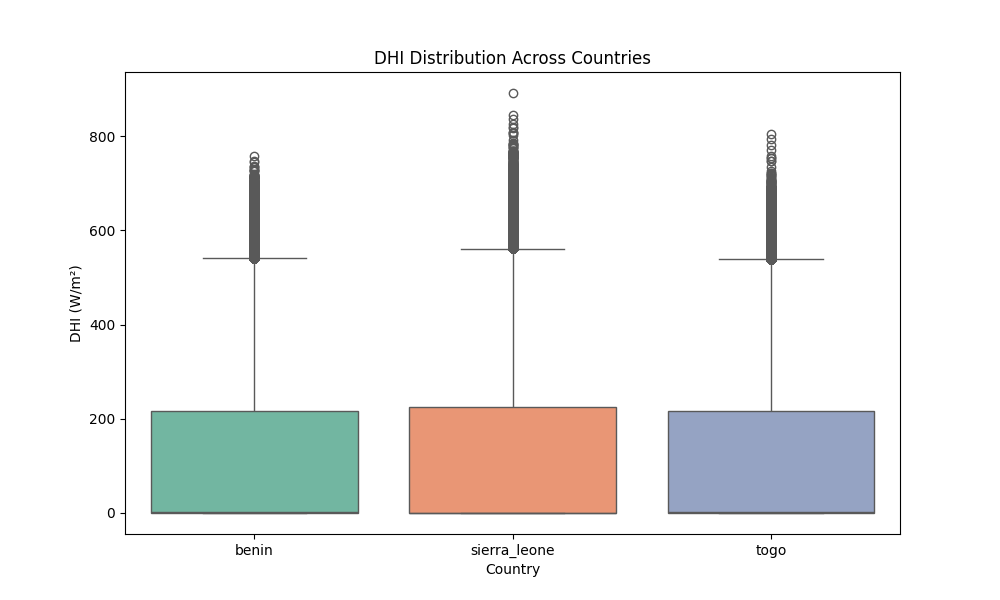 DHI Distribution Across Countries
DHI (W/m²)
800
600
400
200
0
benin sierra_leone togo
Country